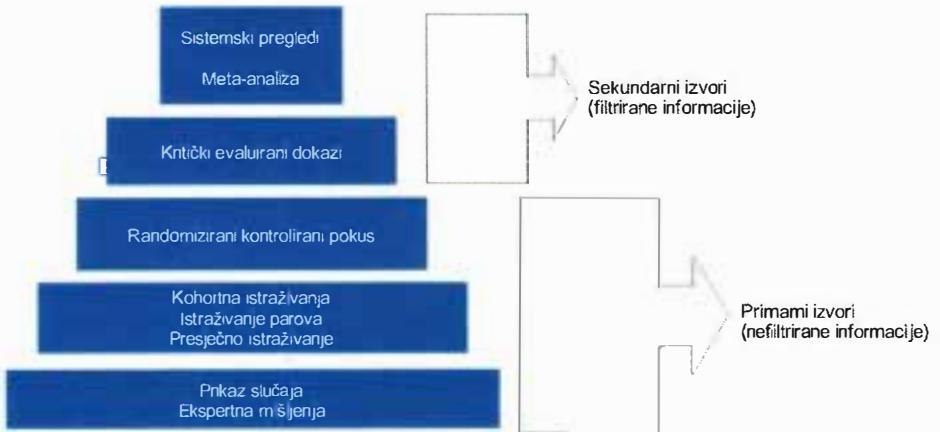 Sistemski pregledi
Meta-analiza
Kritički evaluirani dokazi
Randomizirani kontrolirani pokus
Kohortna istraživanja
Istraživanje parova
Presječno istraživanje
Prikaz slučaja
Ekspertna mišljenja
Sekundarni izvori
(filtrirane informacije)
Primarni izvori
(nefiltrirane informacije)